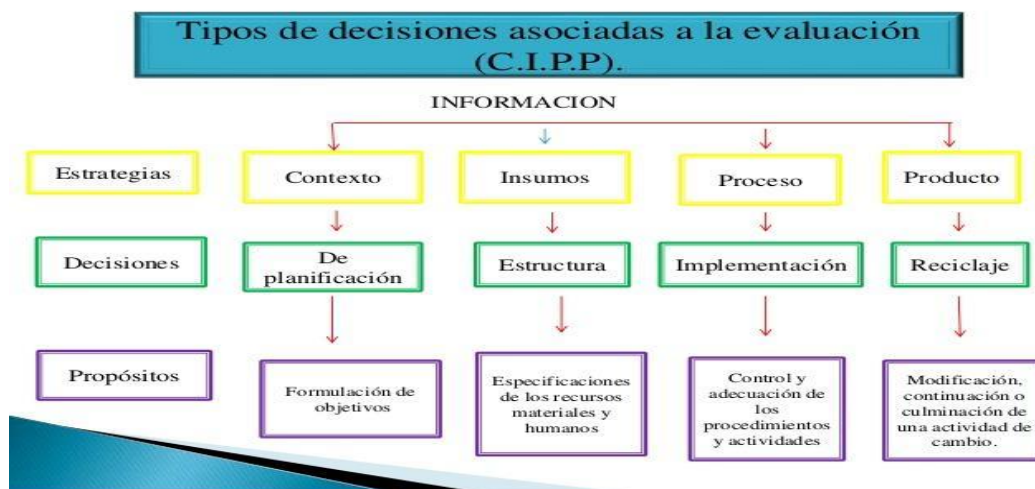 Tipos de decisiones asociadas a la evaluación
(C.I.P.P).
INFORMACION
Estrategias
Contexto
Insumos
Proceso
Producto
Decisiones
De
planificación
Estructura
Implementación
Reciclaje
Propósitos
Formulación de
objetivos
Especificaciones
de los recursos
materiales y
humanos
Control y
adecuación de
los
procedimientos
y actividades
Modificación,
continuación o
culminación de
una actividad de
cambio.